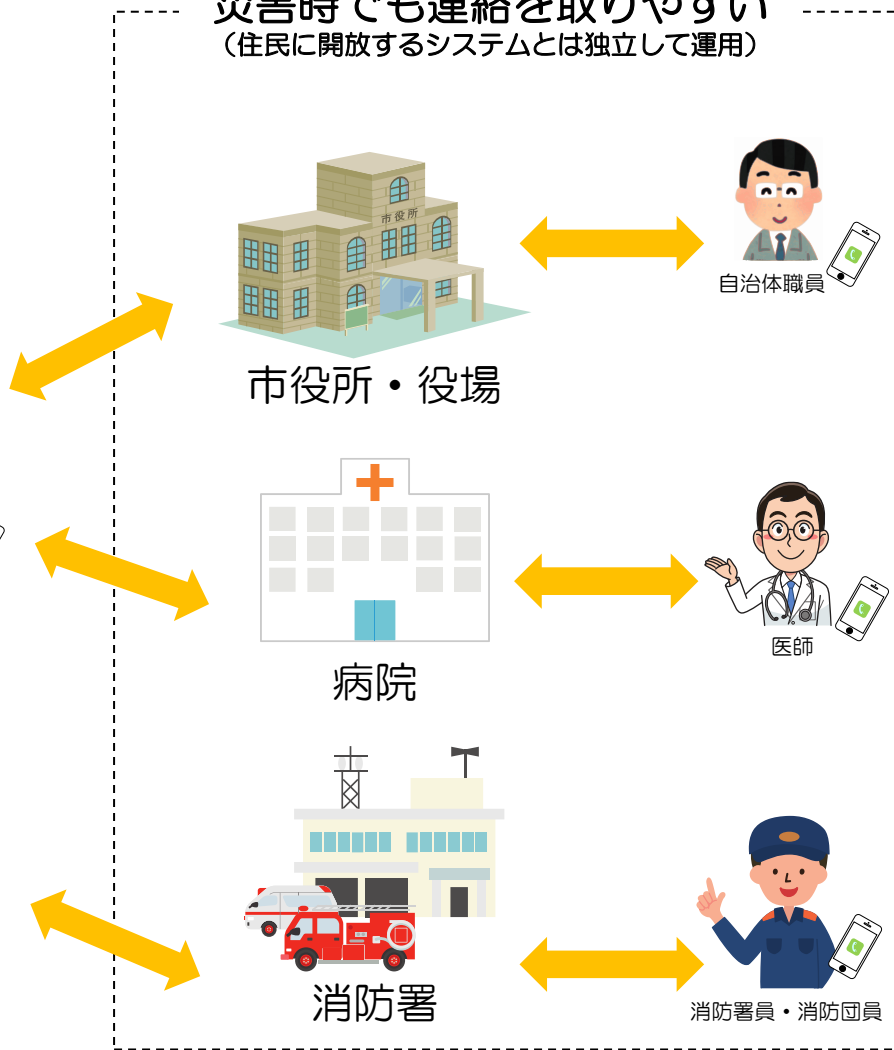 災害時でも連絡を取りやすい
（住民に開放するシステムとは独立して運用）
市役所
自治体職員
市役所・役場
医師
病院
消防署
消防署員・消防団員